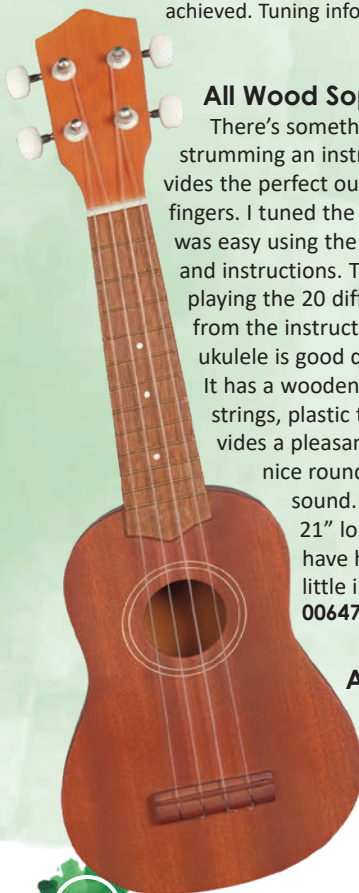 achieved. Tuning info
All Wood Sop
There's someth
strumming an instr
vides the perfect ou
fingers. I tuned the
was easy using the
and instructions. T
playing the 20 diff
from the instruct
ukulele is good q
It has a wooden
strings, plastic t
vides a pleasan
nice round
sound.
21” lo
have h
little i
00647
A